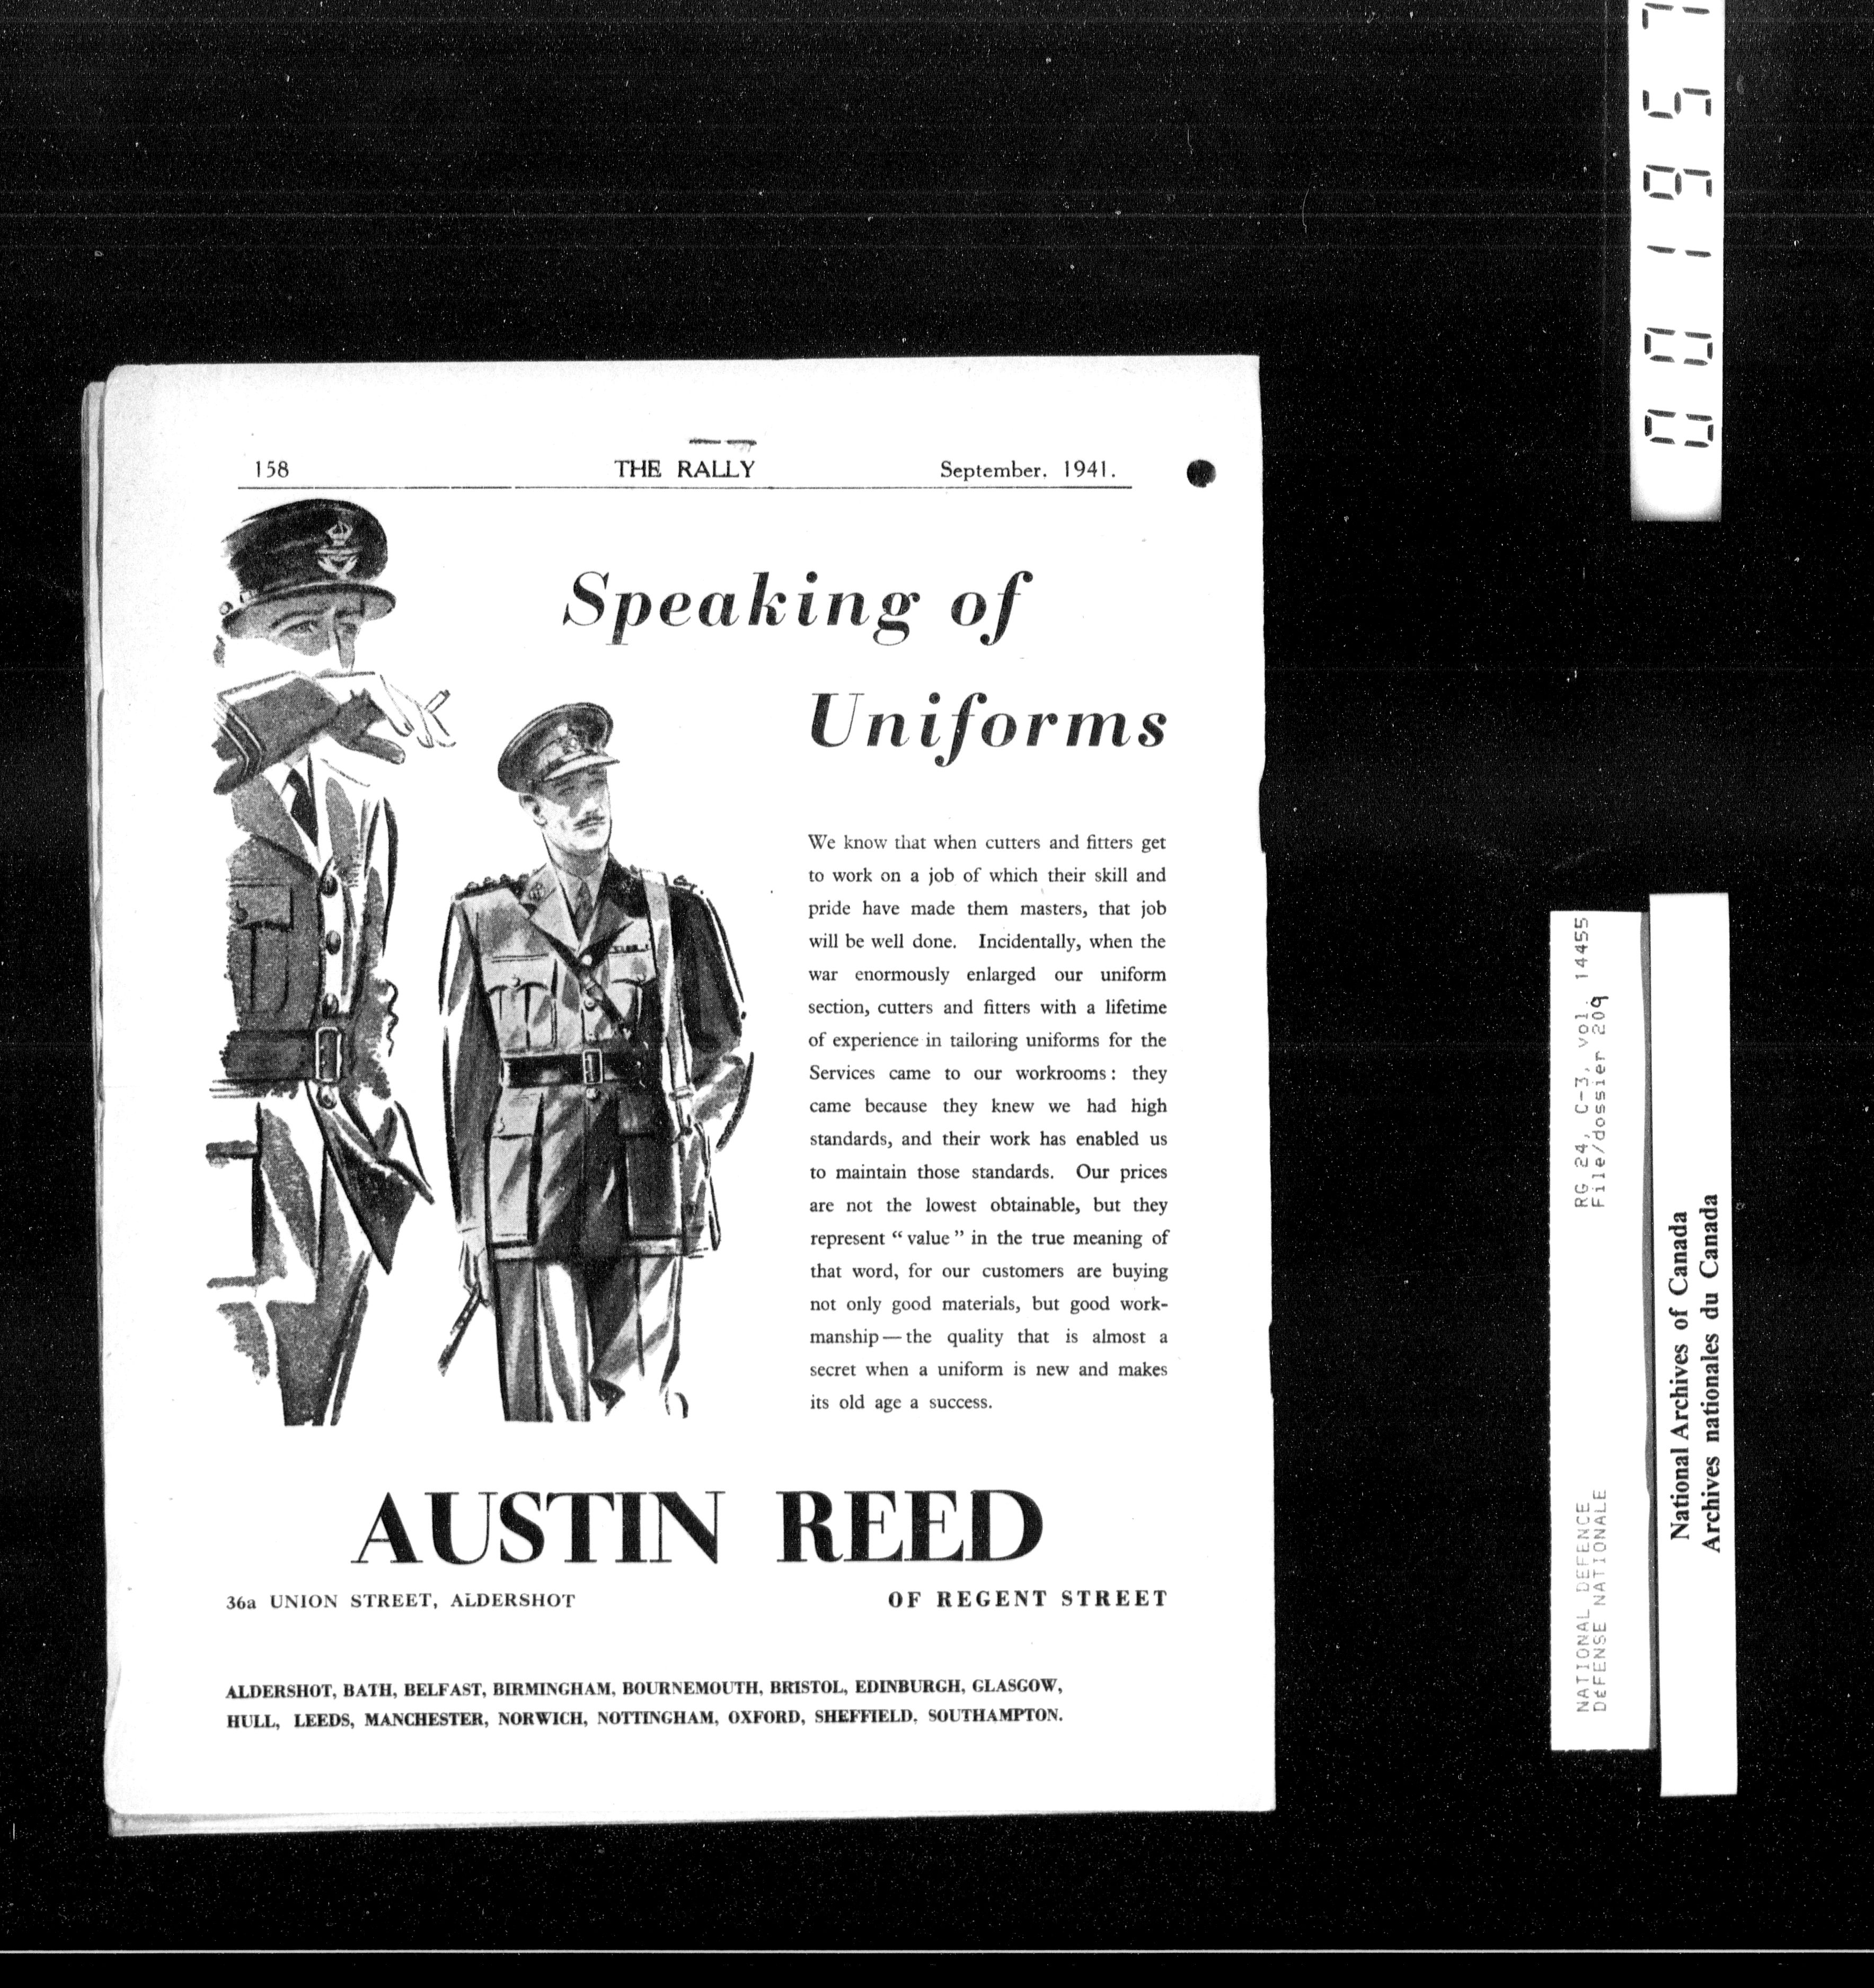 158 THE RALLY September. 1941.
Speaking of
Uniforms
We know that when cutters and fitters get
to work on a job of which their skill and
pride have made them masters, that job
will be well done. Incidentally, when the
war enormously enlarged our uniform
section, cutters and fitters with a lifetime
of experience in tailoring uniforms for the
Services came to our workrooms: they
came because they knew we had high
standards, and their work has enabled us
to maintain those standards. Our prices
are not the lowest obtainable, but they
represent “value” in the true meaning of
that word, for our customers are buying
not only good materials, but good work-
manship—the quality that is almost a
secret when a uniform is new and makes
its old age a success.
AUSTIN REED
36a UNION STREET, ALDERSHOT OF REGENT STREET
ALDERSHOT, BATH, BELFAST, BIRMINGHAM, BOURNEMOUTH, BRISTOL, EDINBURGH, GLASGOW,
HULL, LEEDS, MANCHESTER, NORWICH, NOTTINGHAM, OXFORD, SHEFFIELD, SOUTHAMPTON.
NATIONAL DEFENCE RG 24, C-3, vol. 14455
DéFENSE NATIONALE File/dossier 209
National Archives of Canada
Archives nationales du Canada
001957